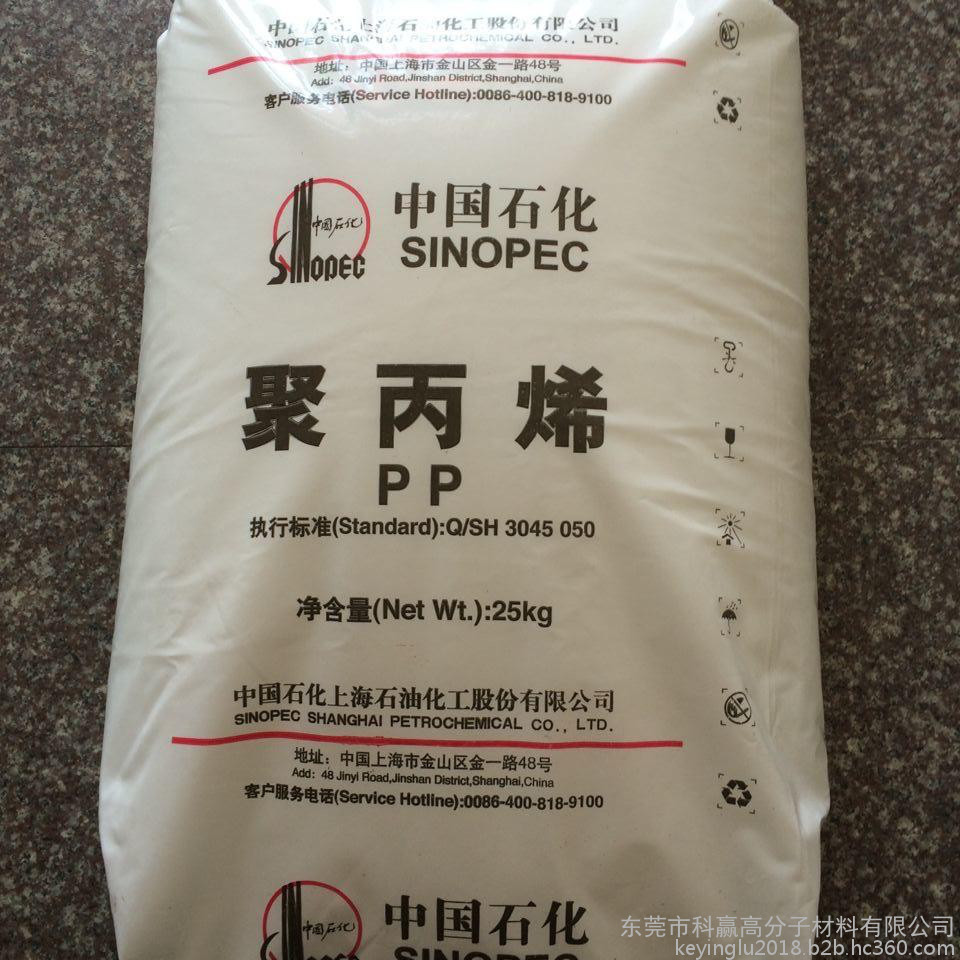 中国石化上海石油化工股份有限公司
SINOPEC SHANGHAI PETROCHEMICAL CO., LTD.
地址：中国上海市金山区金一路48号
Add: 48 Jinyi Road,Jinshan District,Shanghai,China
客户服务电话(Service Hotline):0086-400-818-9100
中国石化
SINOPEC
中国石化
SINOPEC
聚丙烯
PP
执行标准(Standard):Q/SH 3045 050
净含量(Net Wt.):25kg
中国石化上海石油化工股份有限公司
SINOPEC SHANGHAI PETROCHEMICAL CO., LTD.
地址：中国上海市金山区金一路48号
Add: 48 Jinyi Road,Jinshan District,Shanghai,China
客户服务电话(Service Hotline):0086-400-818-9100
中国石化
SINOPEC
中国石化
SINOPEC
东莞市科赢高分子材料有限公司
keyinglu2018.b2b.hc360.com